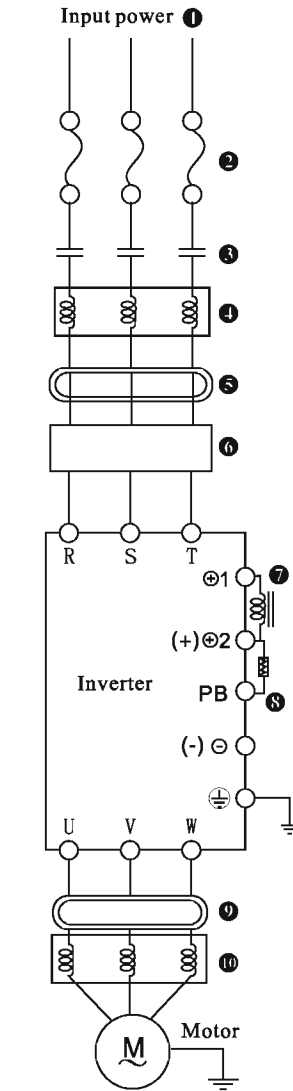 Input power ❶
❷
❸
❹
❺
❻
R S T
⊕1 ❼
(+)⊕2
Inverter
PB ❽
(-) ⊖
U V W
❾
❿
Motor
M
~